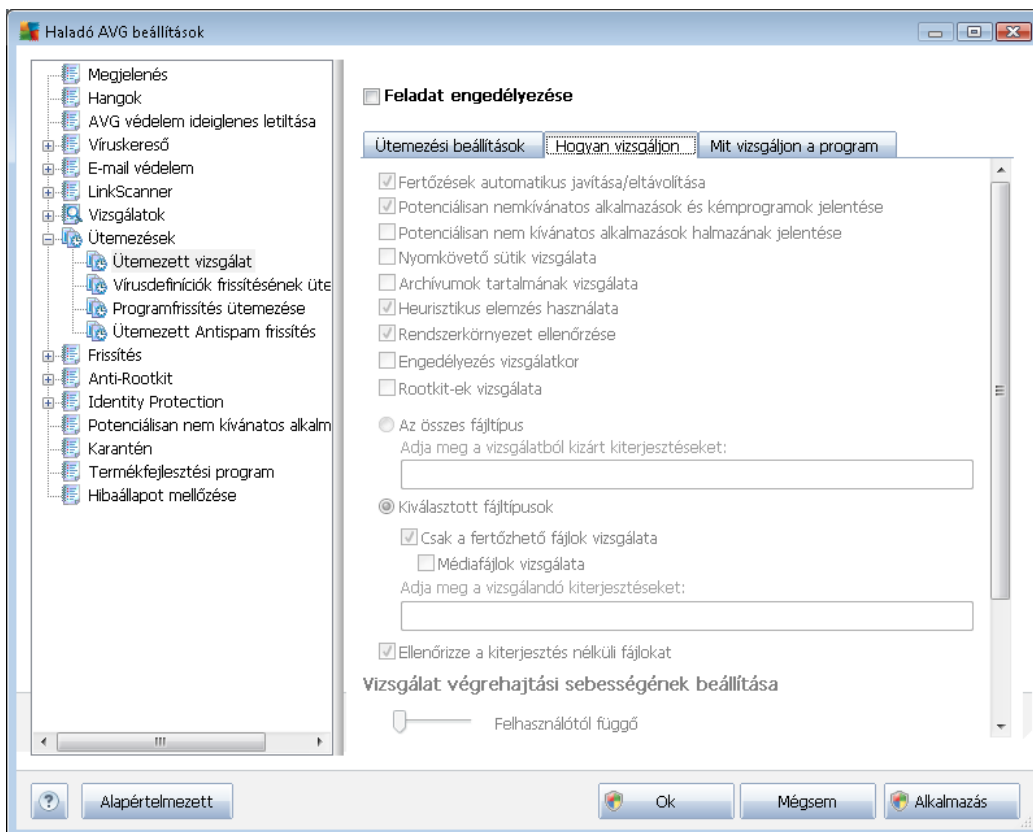 Haladó AVG beállítások
Megjelenés
Hangok
AVG védelem ideiglenes letiltása
Víruskereső
E-mail védelem
LinkScanner
Vizsgálatok
Ütemezések
Ütemezett vizsgálat
Vírusdefiníciók frissítésének üte
Programfrissítés ütemezése
Ütemezett Antispam frissítés
Frissítés
Anti-Rootkit
Identity Protection
Potenciálisan nem kívánatos alkalm
Karantén
Termékfejlesztési program
Hibaállapot mellőzése
Feladat engedélyezése
Ütemezési beállítások
Hogyan vizsgáljon
Mit vizsgáljon a program
Fertőzések automatikus javítása/eltávolítása
Potenciálisan nemkívánatos alkalmazások és kémprogramok jelentése
Potenciálisan nem kívánatos alkalmazások halmazának jelentése
Nyomkövető sütik vizsgálata
Archívumok tartalmának vizsgálata
Heurisztikus elemzés használata
Rendszerkörnyezet ellenőrzése
Engedélyezés vizsgálatkor
Rootkit-ek vizsgálata
Az összes fájltípus
Adja meg a vizsgálatból kizárt kiterjesztéseket:
Kiválasztott fájltípusok
Csak a fertőzhető fájlok vizsgálata
Médiafájlok vizsgálata
Adja meg a vizsgálandó kiterjesztéseket:
Ellenőrizze a kiterjesztés nélküli fájlokat
Vizsgálat végrehajtási sebességének beállítása
Felhasználótól függő
?
Alapértelmezett
Ok
Mégsem
Alkalmazás